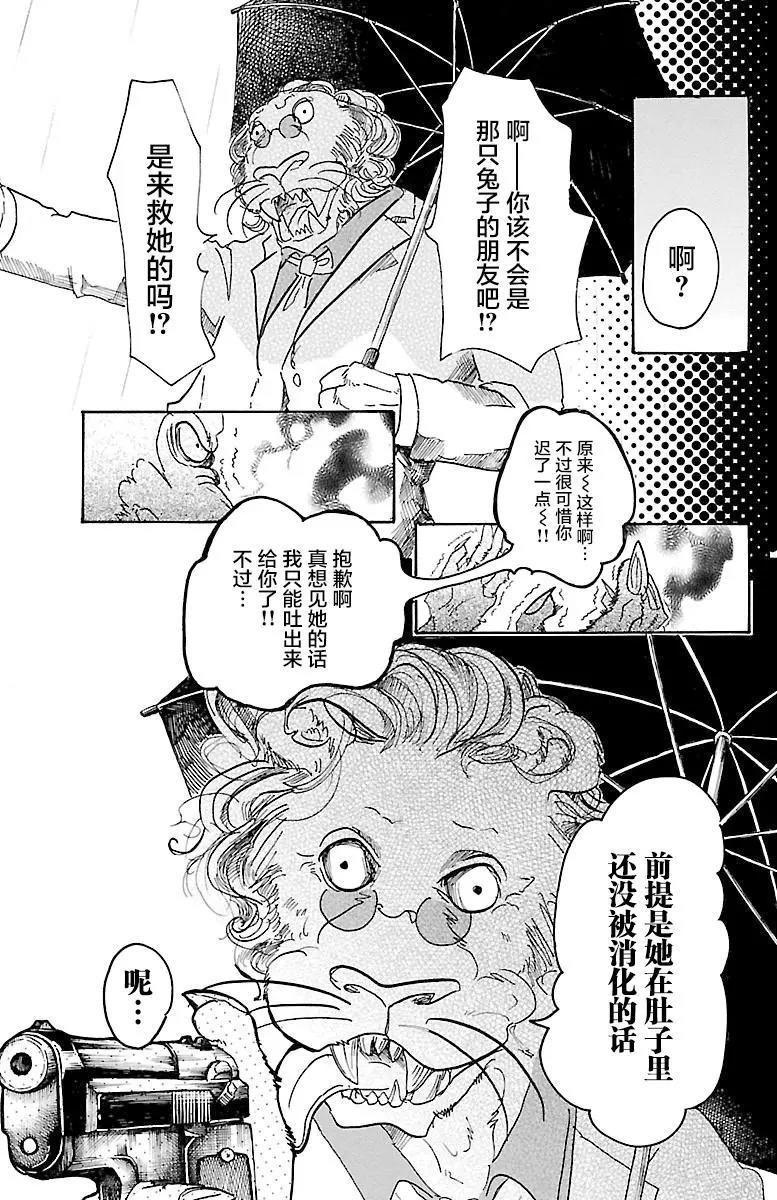 啊?
啊——你该不会是
那只兔子的朋友吧!?
是来救她的吗!?
原来～这样啊…
不过很可惜你
迟了一点～!!
抱歉啊
真想见她的话
我只能吐出来
给你了!!
不过…
前提是她在肚子里
还没被消化的话
呢…